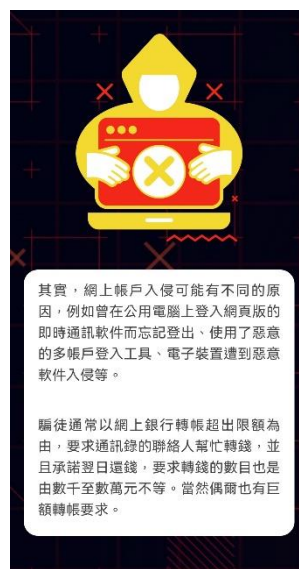 其實，網上帳戶入侵可能有不同的原
因，例如曾在公用電腦上登入網頁版的
即時通訊軟件而忘記登出、使用了惡意
的多帳戶登入工具、電子裝置遭到惡意
軟件入侵等。
騙徒通常以網上銀行轉帳超出限額為
由，要求通訊錄的聯絡人幫忙轉錢，並
且承諾翌日還錢，要求轉錢的數目也是
由數千至數萬元不等。當然偶爾也有巨
額轉帳要求。